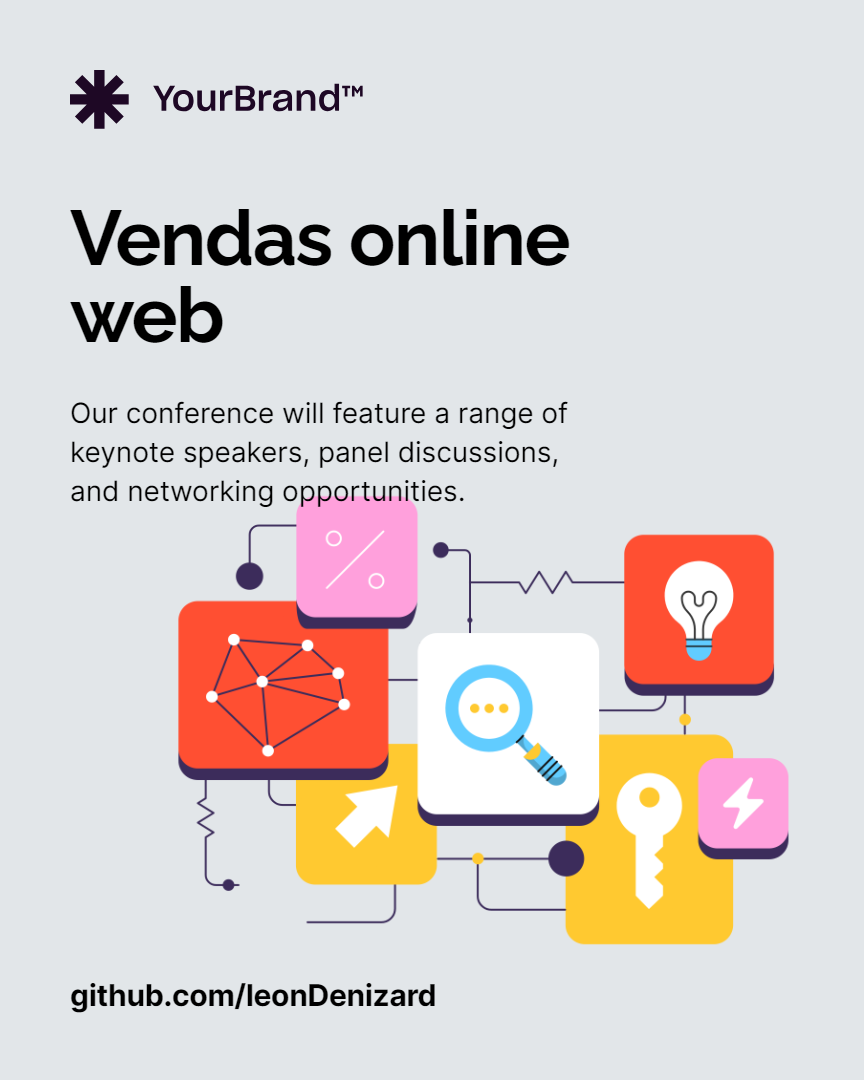 YourBrand™
Vendas online
web
Our conference will feature a range of
keynote speakers, panel discussions,
and networking opportunities.
github.com/leonDenizard